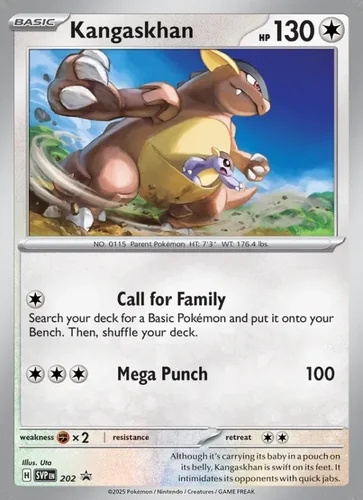 BASIC
Kangaskhan
HP 130
NO. 0115 Parent Pokémon HT: 7'3" WT: 176.4 lbs.
Call for Family
Search your deck for a Basic Pokémon and put it onto your
Bench. Then, shuffle your deck.
Mega Punch 100
weakness ×2 resistance retreat
Illus. Uta
H SVP EN 202
Although it's carrying its baby in a pouch on
its belly, Kangaskhan is swift on its feet. It
intimidates its opponents with quick jabs.
©2025 Pokémon / Nintendo / Creatures / GAME FREAK